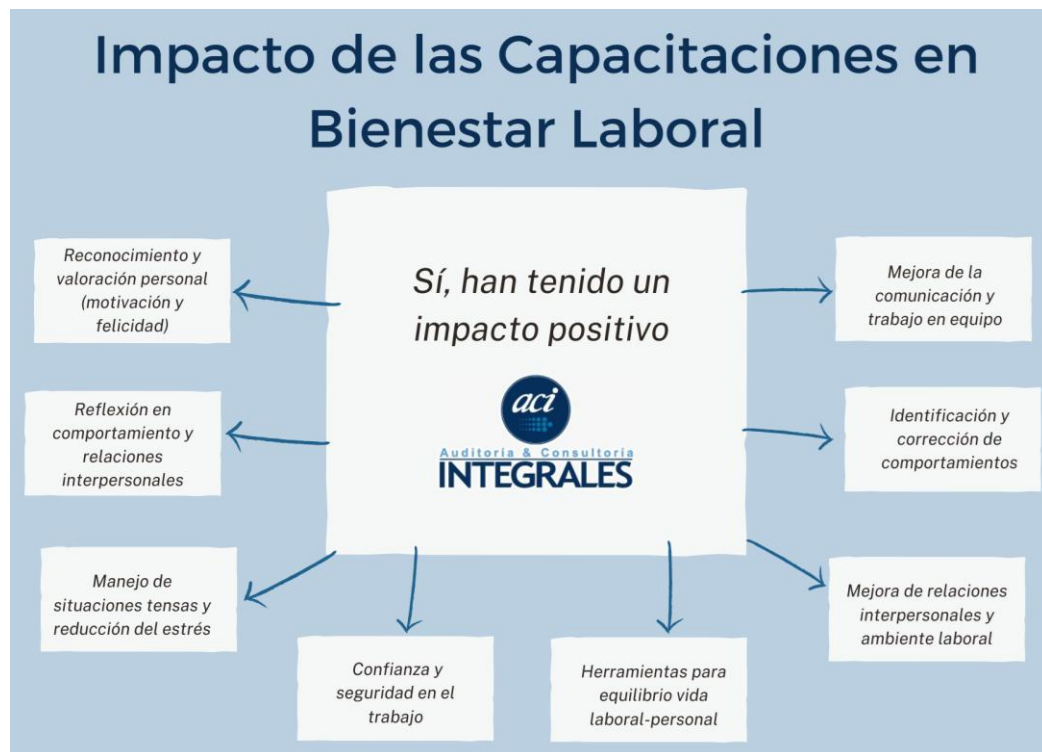 Impacto de las Capacitaciones en
Bienestar Laboral
Sí, han tenido un
impacto positivo
aci
Auditoria & Consultoria
INTEGRALES
Reconocimiento y
valoración personal
(motivación y
felicidad)
Reflexión en
comportamiento y
relaciones
interpersonales
Manejo de
situaciones tensas y
reducción del estrés
Confianza y
seguridad en el
trabajo
Herramientas para
equilibrio vida
laboral-personal
Mejora de relaciones
interpersonales y
ambiente laboral
Identificación y
corrección de
comportamientos
Mejora de la
comunicación y
trabajo en equipo